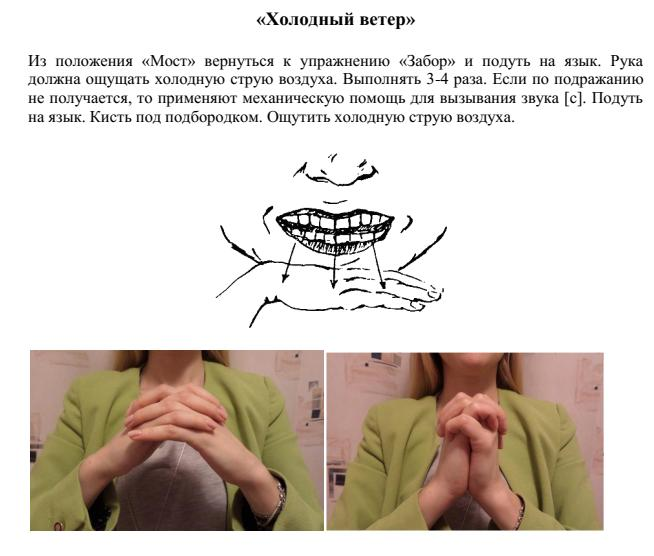 «Холодный ветер»
Из положения «Мост» вернуться к упражнению «Забор» и подуть на язык. Рука
должна ощущать холодную струю воздуха. Выполнять 3-4 раза. Если по подражанию
не получается, то применяют механическую помощь для вызывания звука [с]. Подуть
на язык. Кисть под подбородком. Ощутить холодную струю воздуха.